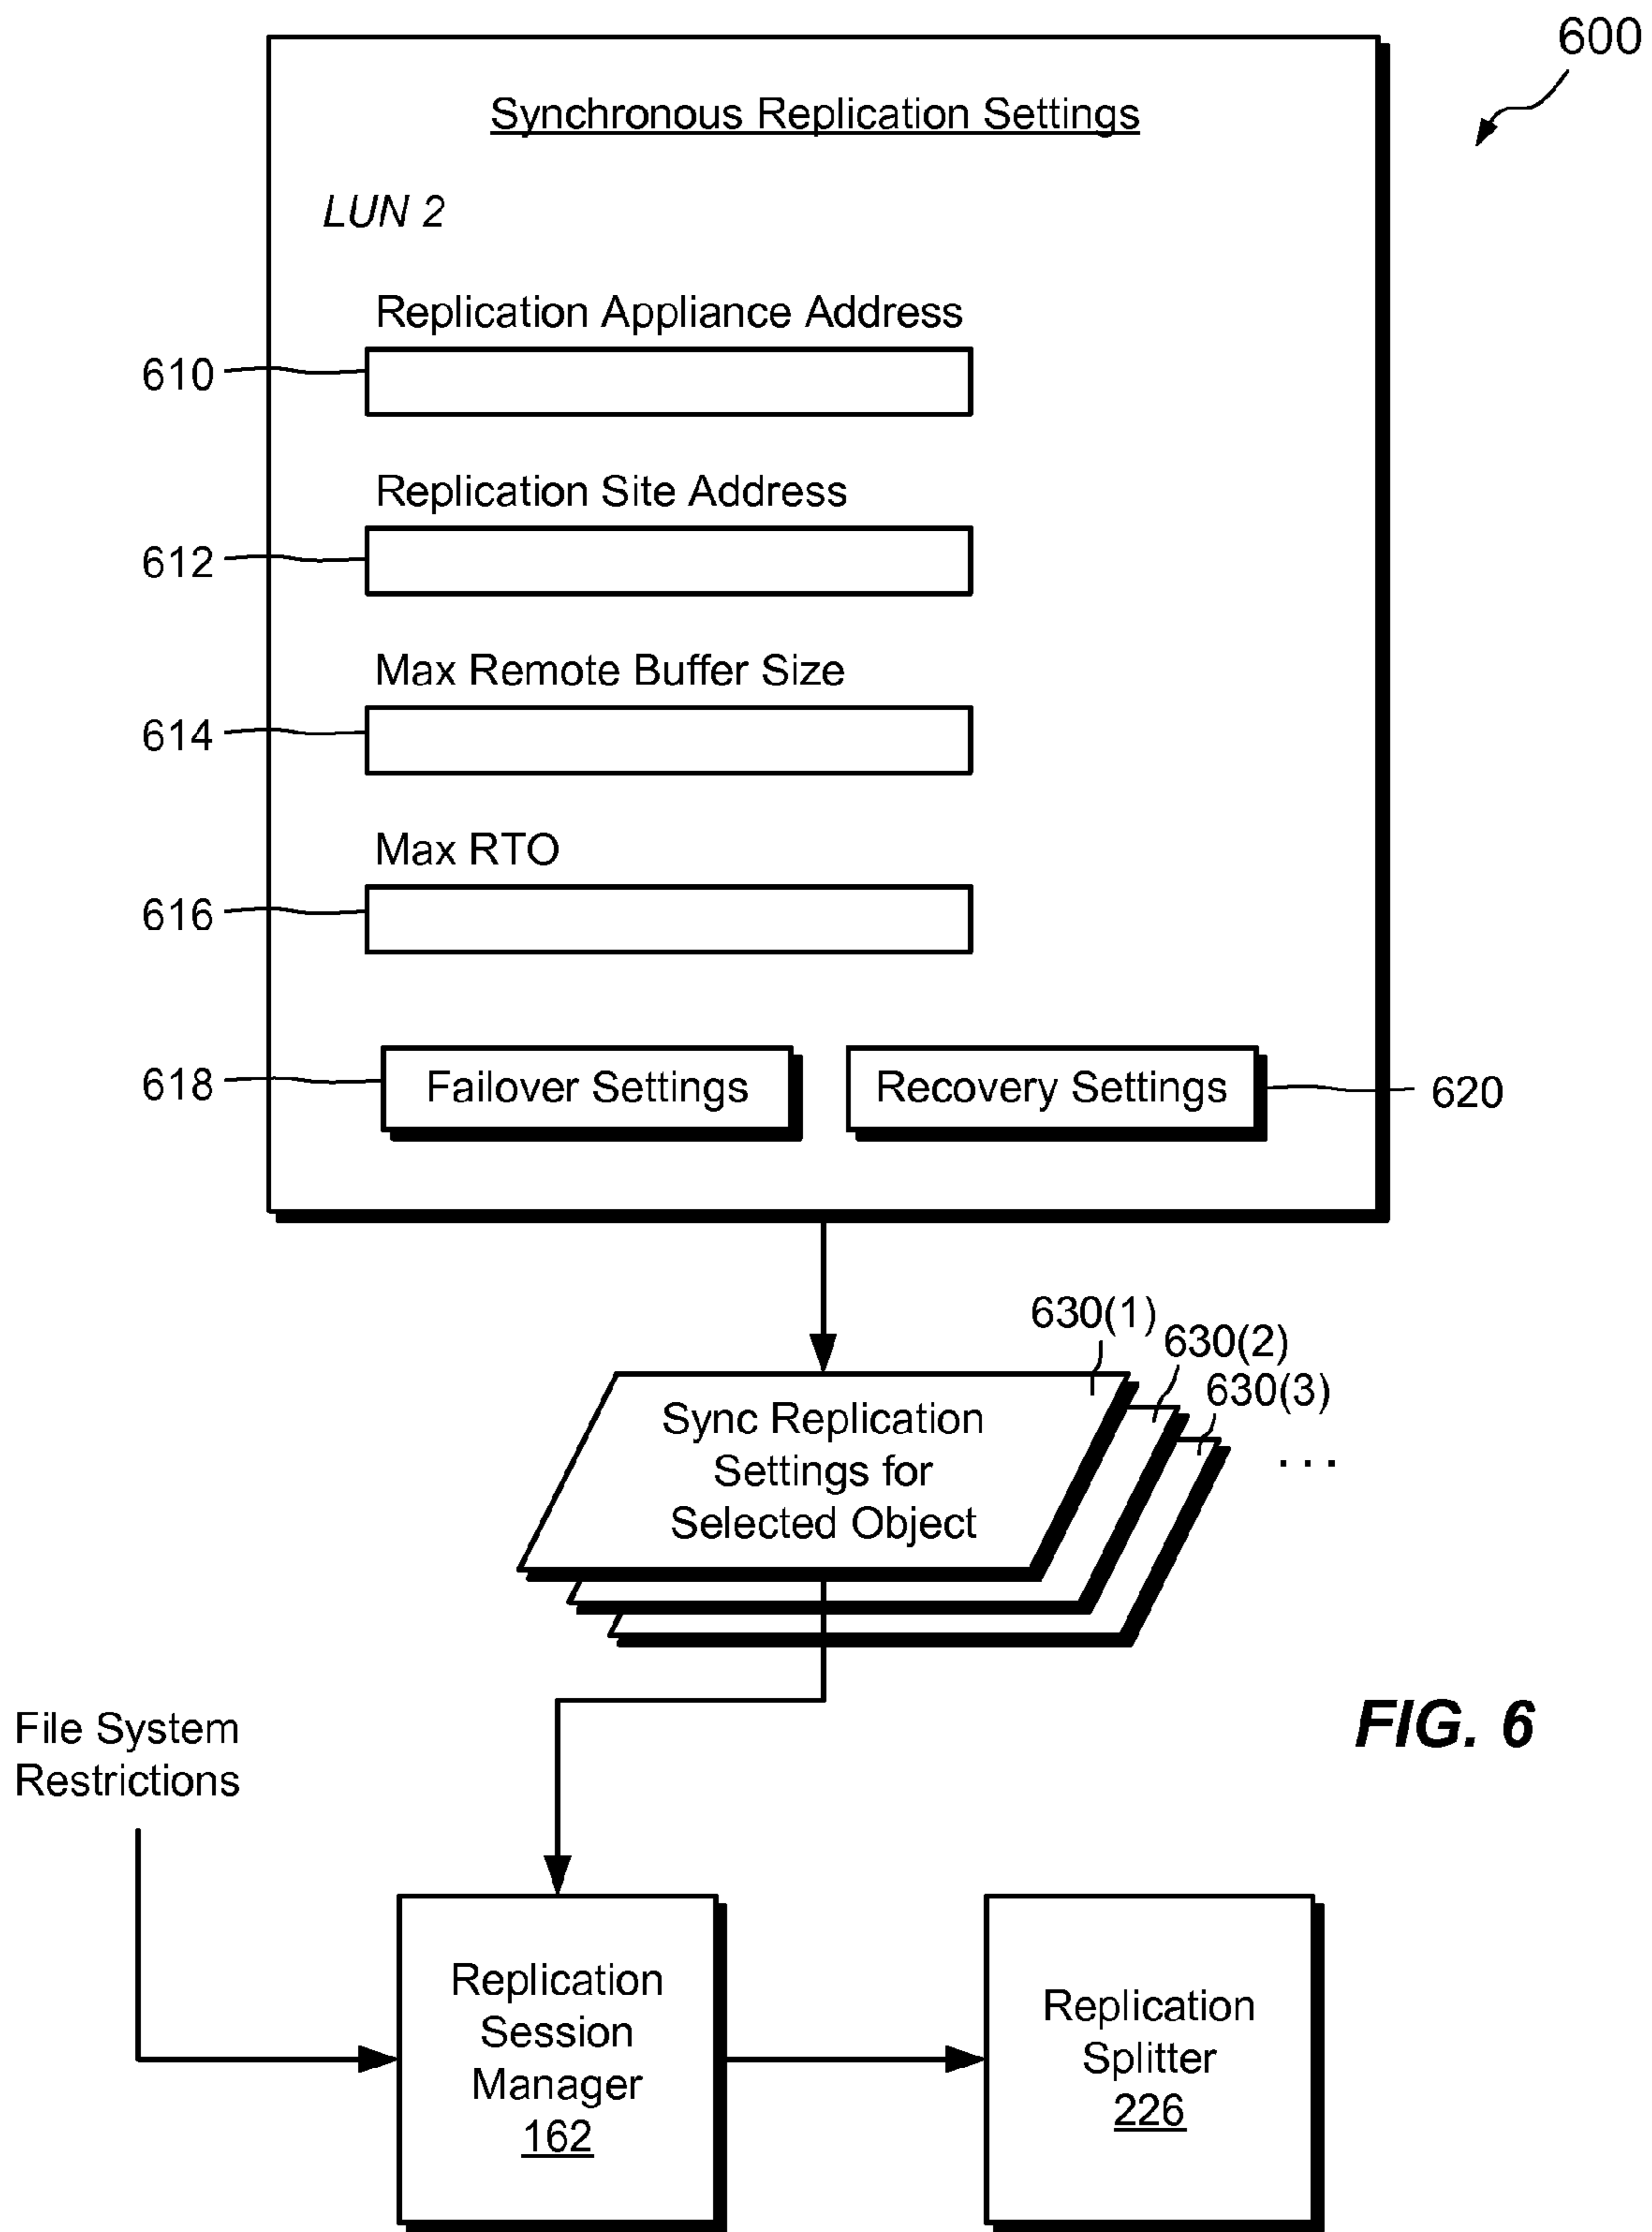 600
Synchronous Replication Settings
LUN 2
Replication Appliance Address
610
Replication Site Address
612
Max Remote Buffer Size
614
Max RTO
616
618
Failover Settings
Recovery Settings
620
630(1)
630(2)
630(3)
Sync Replication
Settings for
Selected Object
. . .
File System
Restrictions
FIG. 6
Replication
Session
Manager
162
Replication
Splitter
226